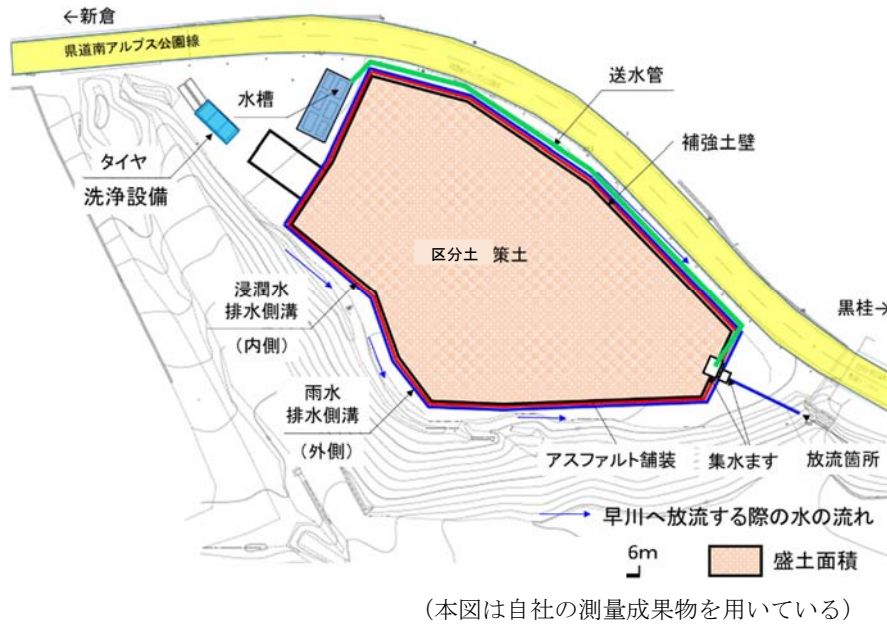 ←新倉
県道南アルプス公園線
送水管
水槽
補強土壁
タイヤ
洗浄設備
区分土 策土
黒桂→
浸潤水
排水側溝
(内側)
雨水
排水側溝
(外側)
アスファルト舗装
集水ます
放流箇所
早川へ放流する際の水の流れ
6m
盛土面積
(本図は自社の測量成果物を用いている)